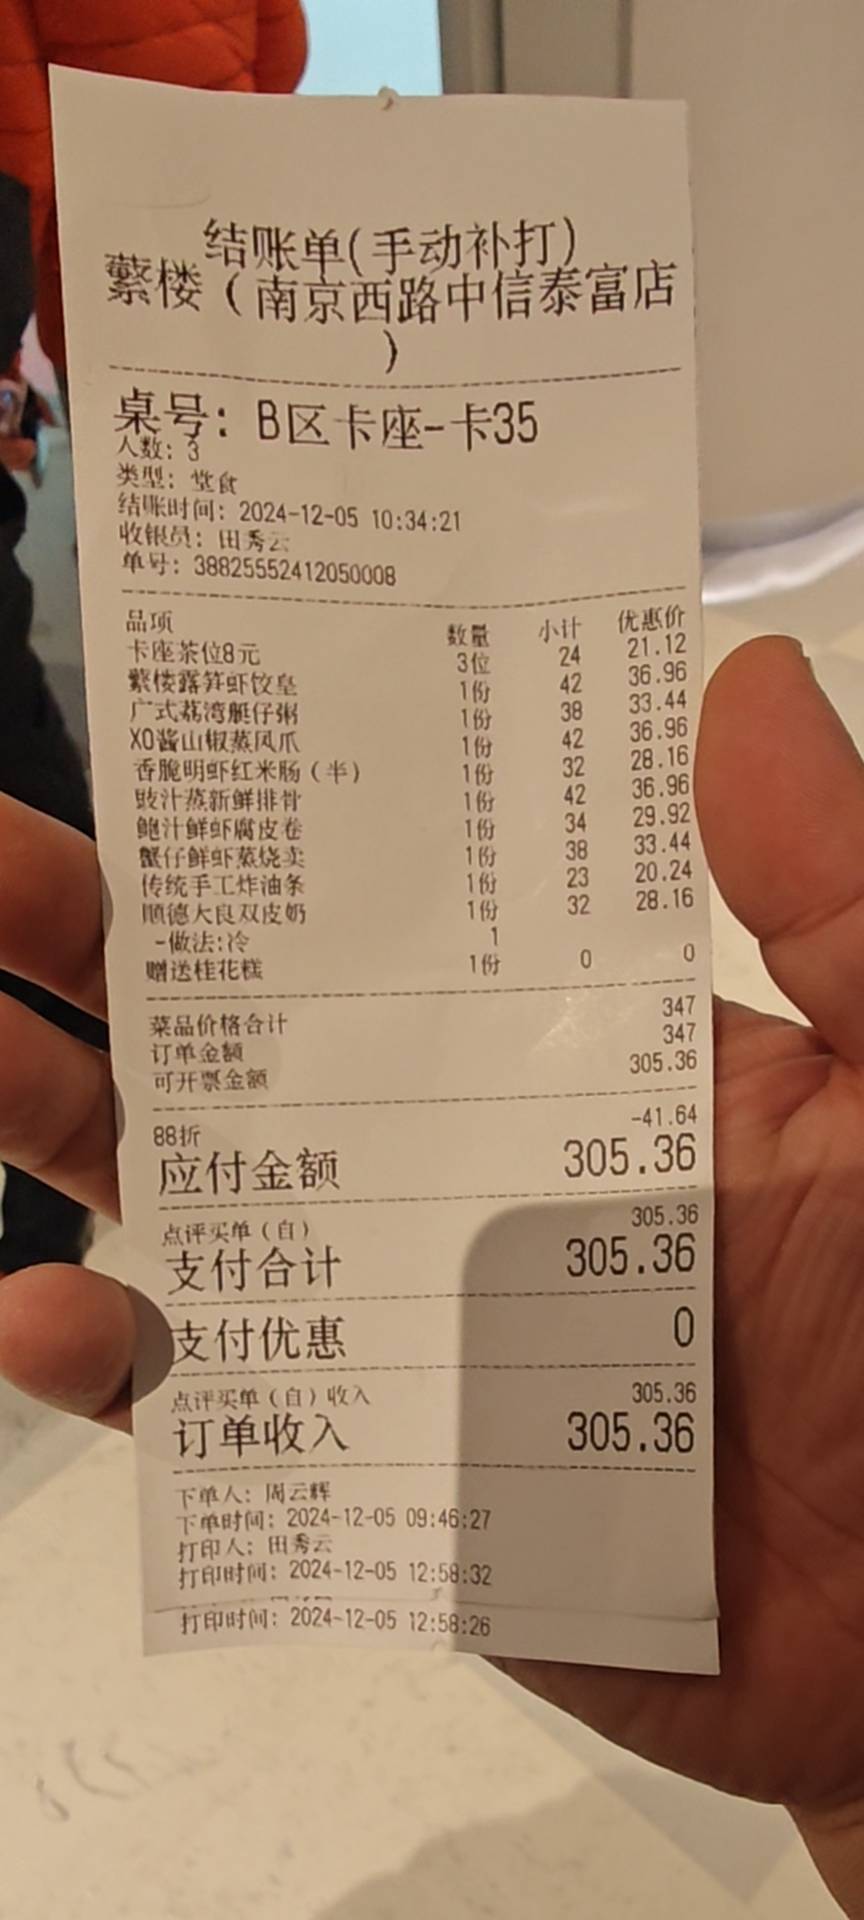 结账单(手动补打)
蘩楼（南京西路中信泰富店
）
桌号: B区卡座-卡35
人数: 3
类型: 堂食
结账时间: 2024-12-05 10:34:21
收银员: 田秀云
单号: 38825552412050008
品项 数量 小计 优惠价
卡座茶位8元 3位 24 21.12
蘩楼露笋虾饺皇 1份 42 36.96
广式荔湾艇仔粥 1份 38 33.44
XO酱山椒蒸凤爪 1份 42 36.96
香脆明虾红米肠（半） 1份 32 28.16
豉汁蒸新鲜排骨 1份 42 36.96
鲍汁鲜虾腐皮卷 1份 34 29.92
蟹仔鲜虾蒸烧卖 1份 38 33.44
传统手工炸油条 1份 23 20.24
顺德大良双皮奶 1份 32 28.16
-做法:冷 1
赠送桂花糕 1份 0 0
菜品价格合计 347
订单金额 347
可开票金额 305.36
88折 -41.64
应付金额 305.36
点评买单（自） 305.36
支付合计 305.36
支付优惠 0
点评买单（自）收入 305.36
订单收入 305.36
下单人: 周云辉
下单时间: 2024-12-05 09:46:27
打印人: 田秀云
打印时间: 2024-12-05 12:58:32
打印时间: 2024-12-05 12:58:26